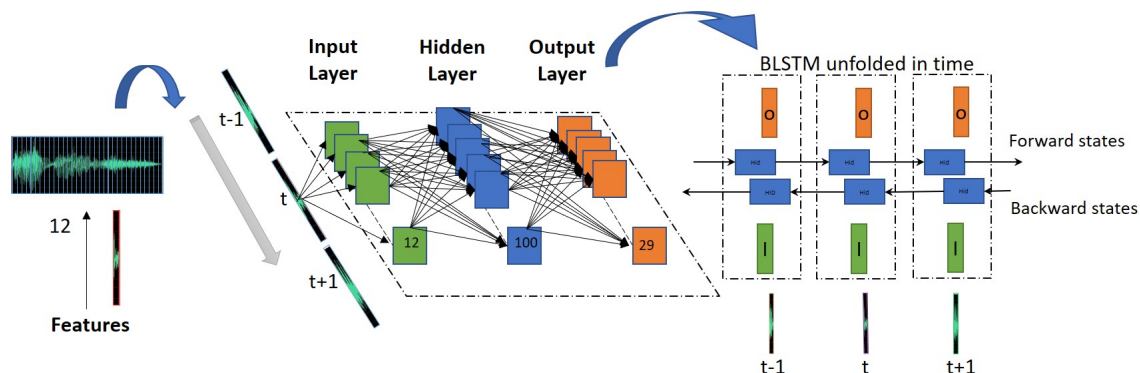 Input
Layer
Hidden
Layer
Output
Layer
BLSTM unfolded in time
t-1
t
t+1
12
Features
12
100
29
O
O
O
Forward states
Hid
Hid
Hid
HID
Hid
Hid
Backward states
I
I
I
t-1
t
t+1